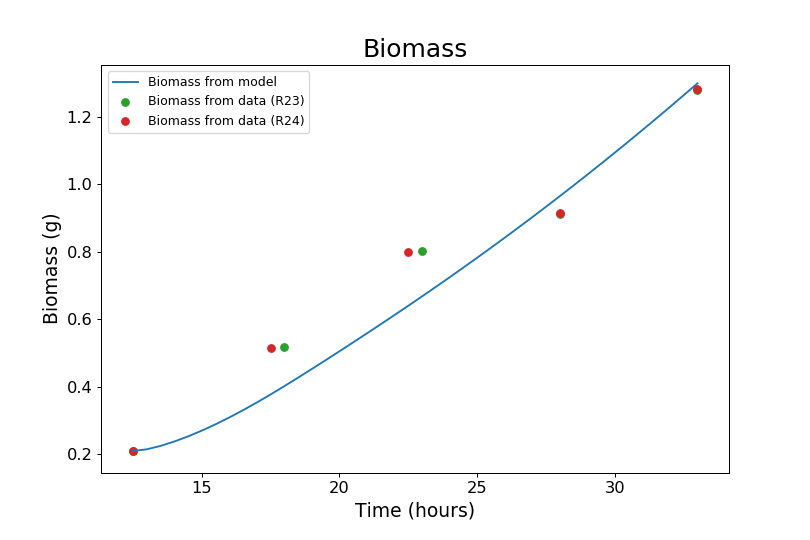 Biomass
Biomass from model
Biomass from data (R23)
Biomass from data (R24)
1.2
1.0
0.8
0.6
0.4
0.2
Biomass (g)
15 20 25 30
Time (hours)